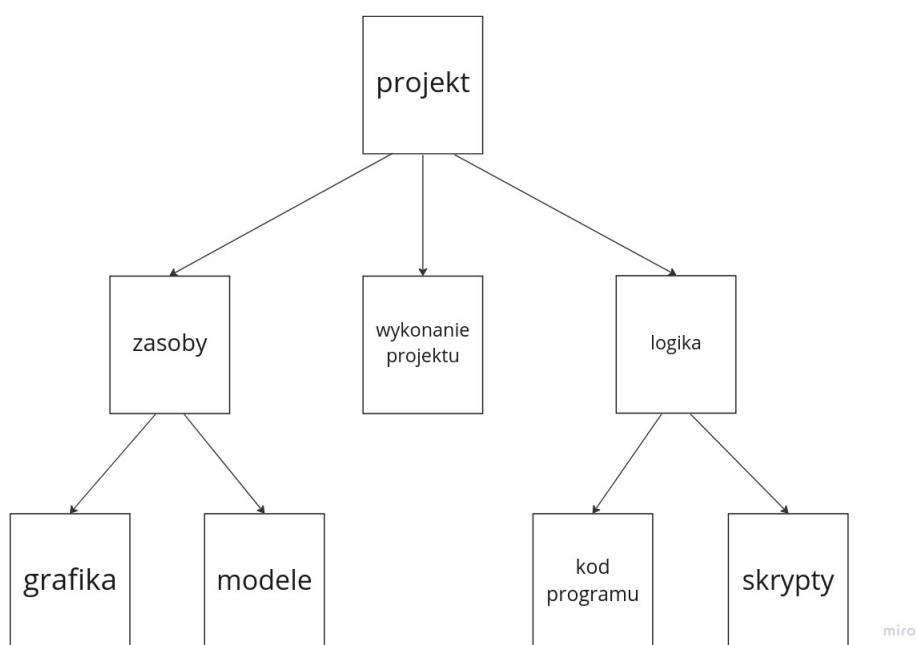 projekt
zasoby
wykonanie
projektu
logika
grafika
modele
kod
programu
skrypty
miro